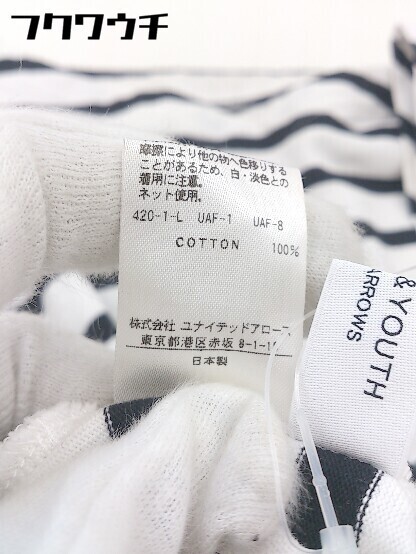 フクワウチ
摩擦により他の物へ色移りする
ことがあるため、白・淡色との
着用に注意。
ネット使用。
420-1-L UAF-1 UAF-8
COTTON 100%
株式会社 ユナイテッドアローズ
東京都港区赤坂 8-1-1
日本製
& YOUTH
ARROWS